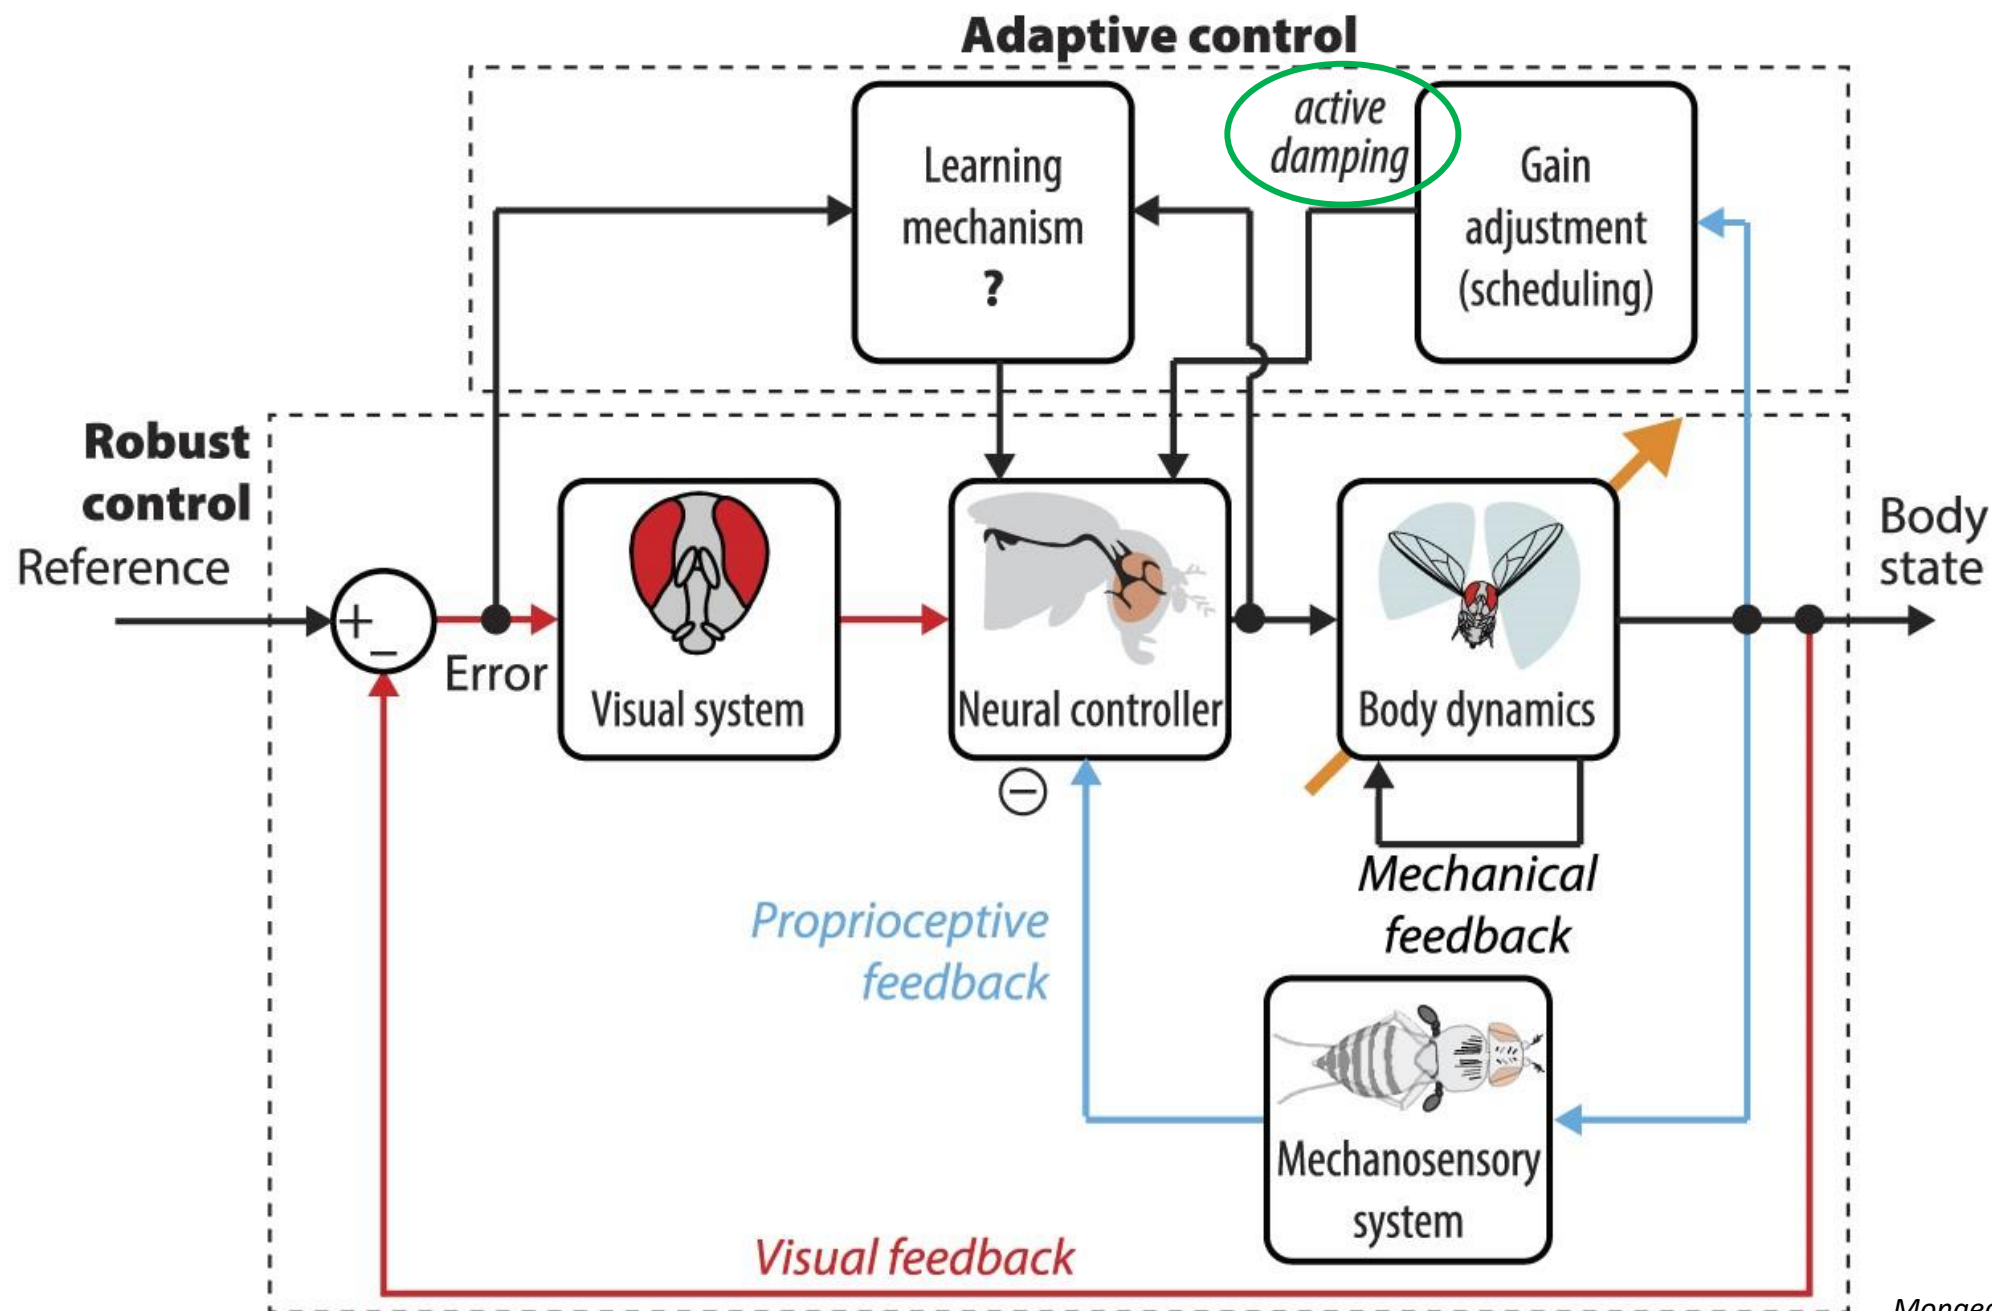 Adaptive control
active
damping
Learning
mechanism
?
Gain
adjustment
(scheduling)
Robust
control
Reference
+
−
Error
Visual system
Neural controller
Body dynamics
Body
state
−
Mechanical
feedback
Proprioceptive
feedback
Mechanosensory
system
Visual feedback